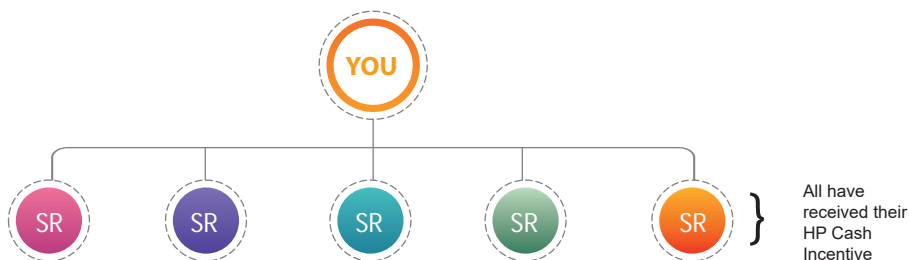 YOU
SR SR SR SR SR
All have
received their
HP Cash
Incentive